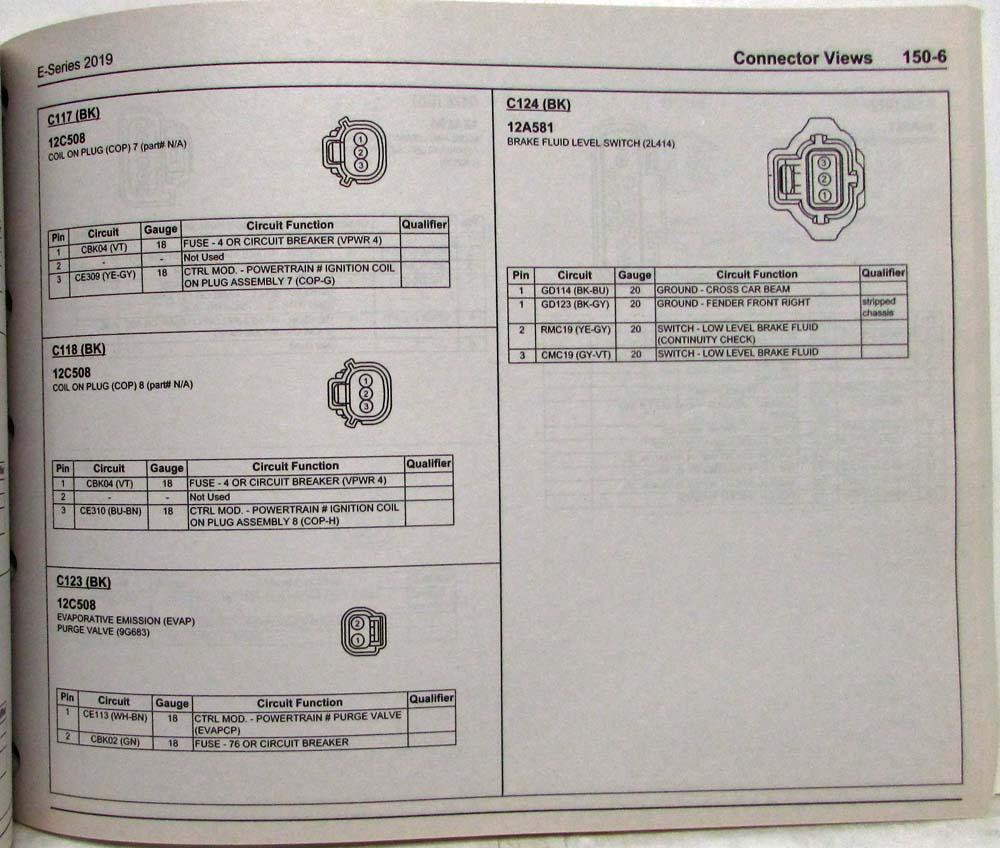 E-Series 2019
Connector Views 150-6
C117 (BK)
12C508
COIL ON PLUG (COP) 7 (part# N/A)
1
2
3
Pin Circuit Gauge Circuit Function Qualifier
1 CBK04 (VT) 18 FUSE - 4 OR CIRCUIT BREAKER (VPWR 4)
2 - - Not Used
3 CE309 (YE-GY) 18 CTRL MOD. - POWERTRAIN # IGNITION COIL
ON PLUG ASSEMBLY 7 (COP-G)
C118 (BK)
12C508
COIL ON PLUG (COP) 8 (part# N/A)
1
2
3
Pin Circuit Gauge Circuit Function Qualifier
1 CBK04 (VT) 18 FUSE - 4 OR CIRCUIT BREAKER (VPWR 4)
2 - - Not Used
3 CE310 (BU-BN) 18 CTRL MOD. - POWERTRAIN # IGNITION COIL
ON PLUG ASSEMBLY 8 (COP-H)
C123 (BK)
12C508
EVAPORATIVE EMISSION (EVAP)
PURGE VALVE (9G683)
2
1
Pin Circuit Gauge Circuit Function Qualifier
1 CE113 (WH-BN) 18 CTRL MOD. - POWERTRAIN # PURGE VALVE
(EVAPCP)
2 CBK02 (GN) 18 FUSE - 76 OR CIRCUIT BREAKER
C124 (BK)
12A581
BRAKE FLUID LEVEL SWITCH (2L414)
3
2
1
Pin Circuit Gauge Circuit Function Qualifier
1 GD114 (BK-BU) 20 GROUND - CROSS CAR BEAM
1 GD123 (BK-GY) 20 GROUND - FENDER FRONT RIGHT stripped
chassis
2 RMC19 (YE-GY) 20 SWITCH - LOW LEVEL BRAKE FLUID
(CONTINUITY CHECK)
3 CMC19 (GY-VT) 20 SWITCH - LOW LEVEL BRAKE FLUID